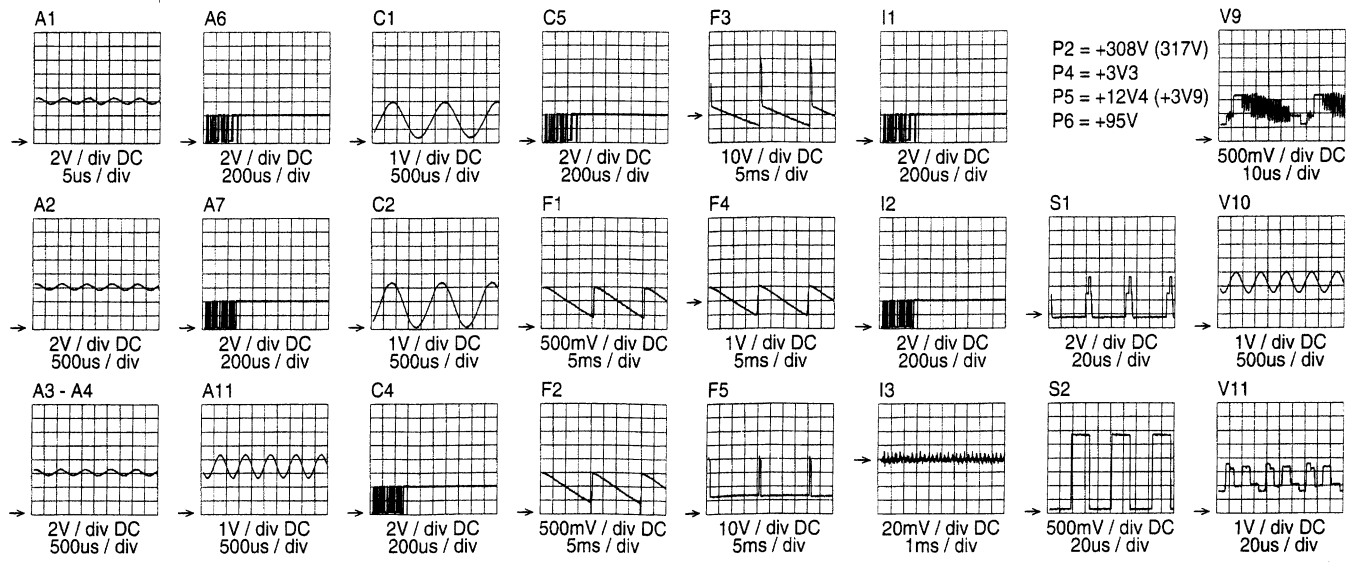 A1
A6
C1
C5
F3
I1
V9
P2 = +308V (317V)
P4 = +3V3
P5 = +12V4 (+3V9)
P6 = +95V
2V / div DC
5us / div
2V / div DC
200us / div
1V / div DC
500us / div
2V / div DC
200us / div
10V / div DC
5ms / div
2V / div DC
200us / div
500mV / div DC
10us / div
A2
A7
C2
F1
F4
I2
S1
V10
2V / div DC
500us / div
2V / div DC
200us / div
1V / div DC
500us / div
500mV / div DC
5ms / div
1V / div DC
5ms / div
2V / div DC
200us / div
2V / div DC
20us / div
1V / div DC
500us / div
A3 - A4
A11
C4
F2
F5
I3
S2
V11
2V / div DC
500us / div
1V / div DC
500us / div
2V / div DC
200us / div
500mV / div DC
5ms / div
10V / div DC
5ms / div
20mV / div DC
1ms / div
500mV / div DC
20us / div
1V / div DC
20us / div